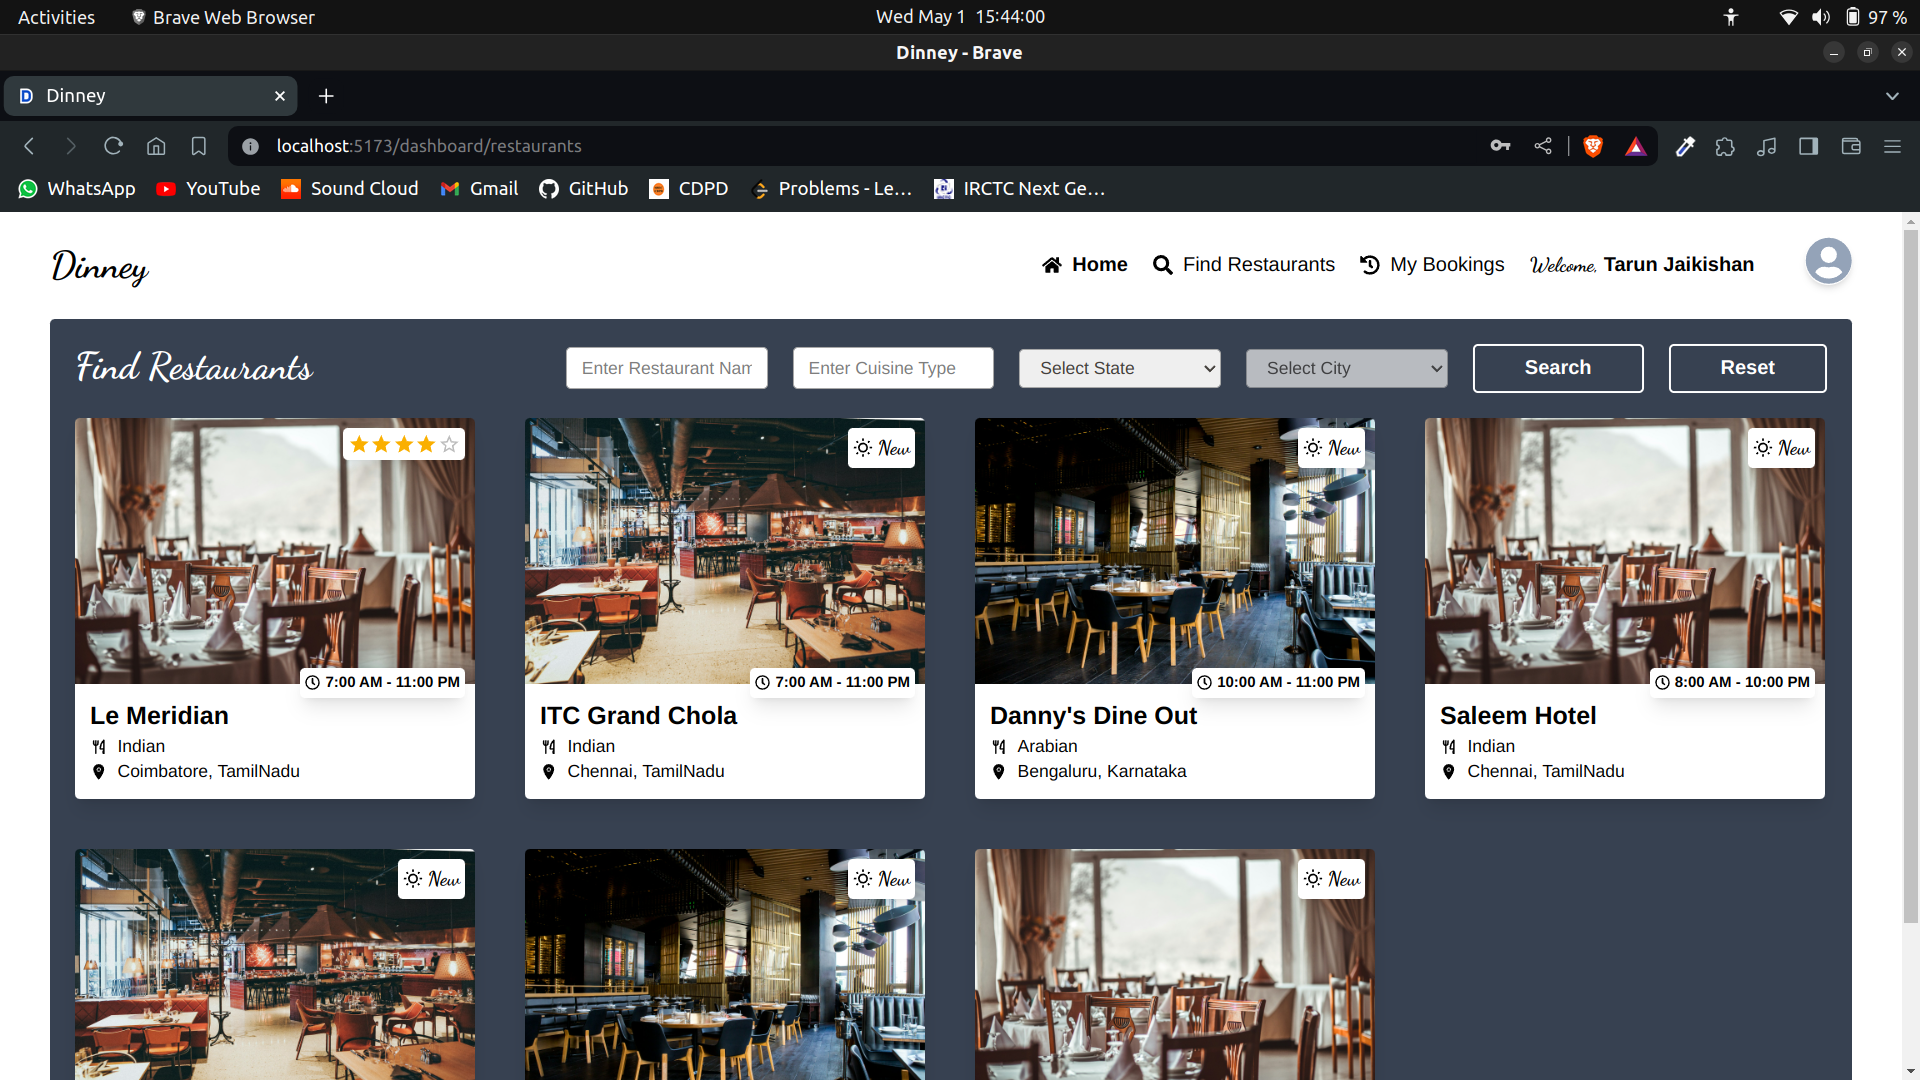 Activities
Brave Web Browser
Wed May 1 15:44:00
97 %
Dinney - Brave
Dinney
localhost:5173/dashboard/restaurants
WhatsApp
YouTube
Sound Cloud
Gmail
GitHub
CDPD
Problems - Le...
IRCTC Next Ge...
Dinney
Home
Find Restaurants
My Bookings
Welcome, Tarun Jaikishan
Find Restaurants
Enter Restaurant Nam
Enter Cuisine Type
Select State
Select City
Search
Reset
New
New
New
7:00 AM - 11:00 PM
7:00 AM - 11:00 PM
10:00 AM - 11:00 PM
8:00 AM - 10:00 PM
Le Meridian
Indian
Coimbatore, TamilNadu
ITC Grand Chola
Indian
Chennai, TamilNadu
Danny's Dine Out
Arabian
Bengaluru, Karnataka
Saleem Hotel
Indian
Chennai, TamilNadu
New
New
New